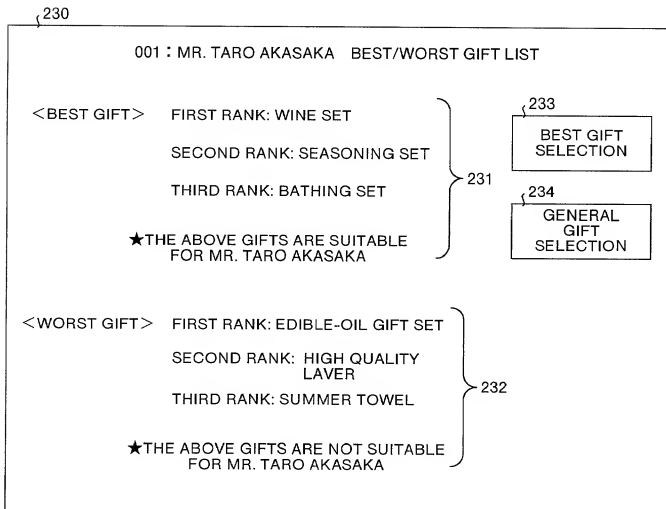 230
001 : MR. TARO AKASAKA BEST/WORST GIFT LIST
<BEST GIFT> FIRST RANK: WINE SET
SECOND RANK: SEASONING SET
THIRD RANK: BATHING SET
★THE ABOVE GIFTS ARE SUITABLE
FOR MR. TARO AKASAKA
231
233
BEST GIFT
SELECTION
234
GENERAL
GIFT
SELECTION
<WORST GIFT> FIRST RANK: EDIBLE-OIL GIFT SET
SECOND RANK: HIGH QUALITY
LAVER
THIRD RANK: SUMMER TOWEL
★THE ABOVE GIFTS ARE NOT SUITABLE
FOR MR. TARO AKASAKA
232